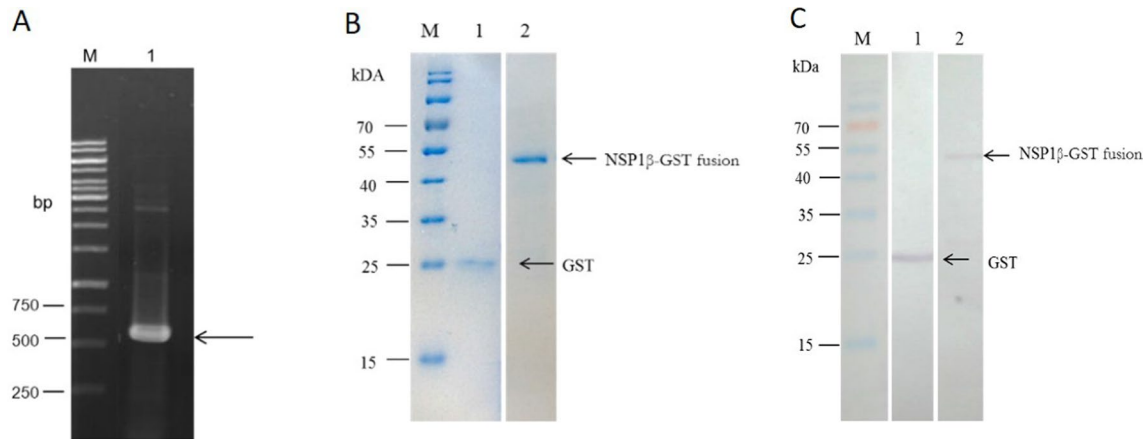 A
M 1
bp
750
500
250
B
M 1 2
kDA
70
55
40
35
25
15
NSP1β-GST fusion
GST
C
M 1 2
kDa
70
55
40
35
25
15
NSP1β-GST fusion
GST